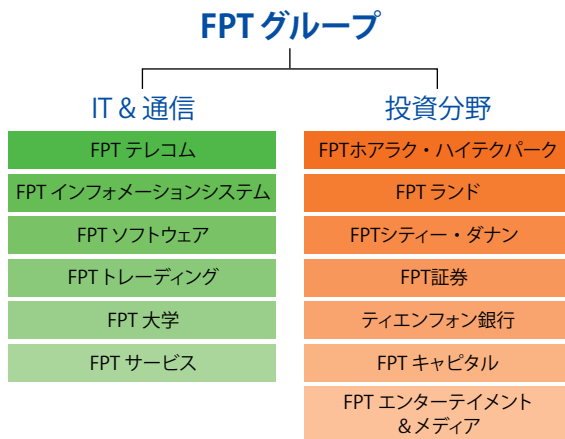 FPT グループ
IT & 通信
FPT テレコム
FPT インフォメーションシステム
FPT ソフトウェア
FPT トレーディング
FPT 大学
FPT サービス
投資分野
FPTホアラク・ハイテクパーク
FPT ランド
FPTシティー・ダナン
FPT証券
ティエンフォン銀行
FPT キャピタル
FPT エンターテイメント
&メディア